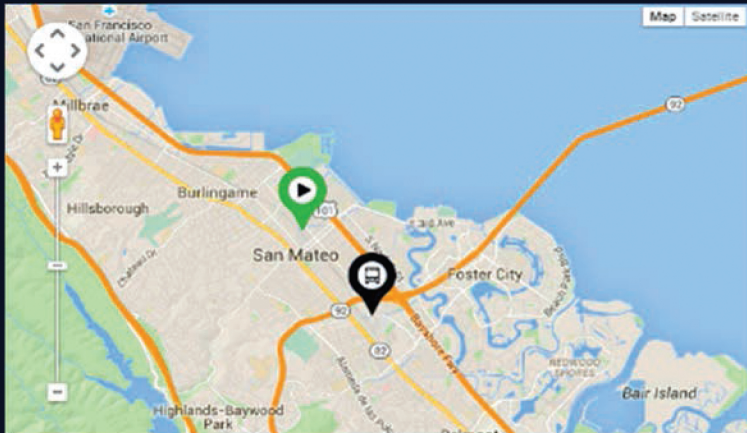 San Francisco
ational Airport
Map
Satellite
92
Millbrae
Burlingame
101
Hillsborough
San Mateo
Foster City
92
82
Bayshore Fwy
REDWOOD
SHORES
Bair Island
Highlands-Baywood
Park